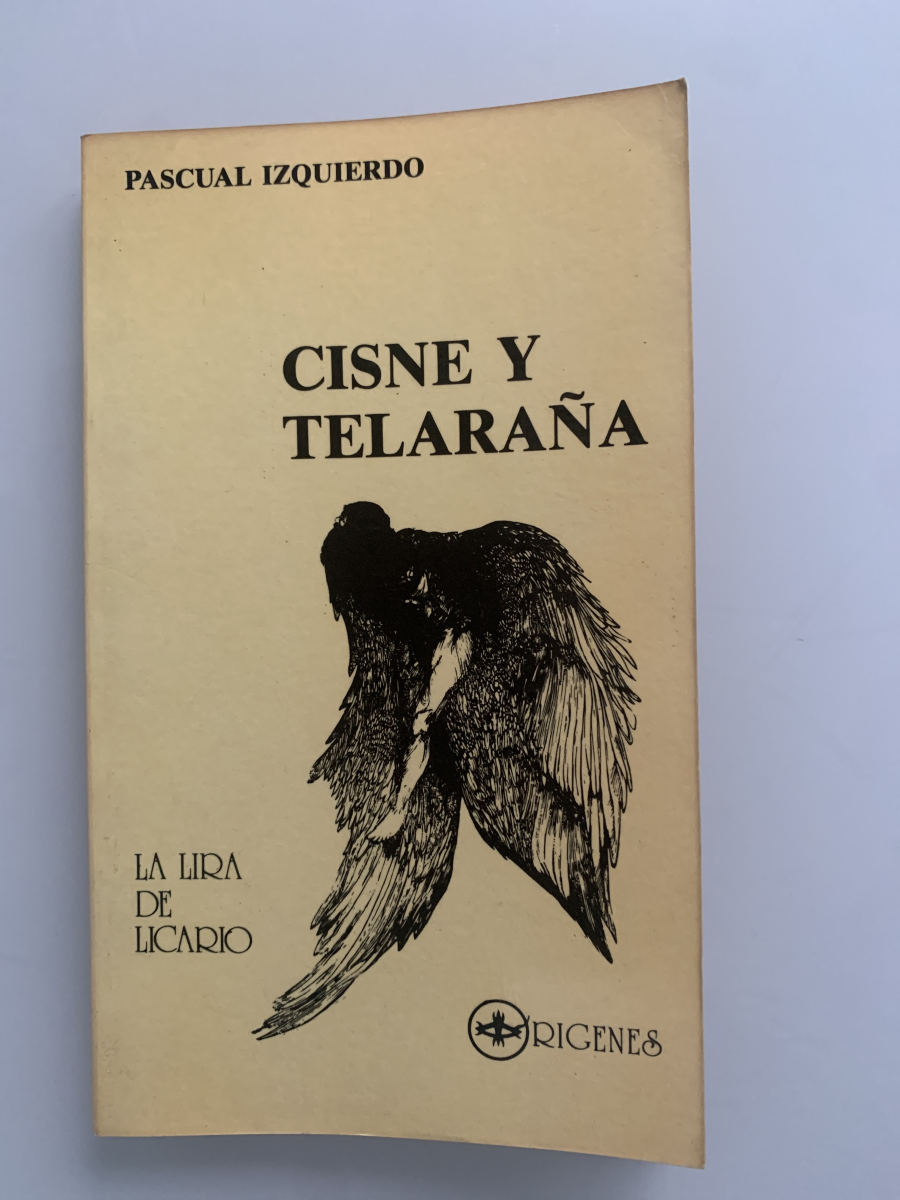 PASCUAL IZQUIERDO
CISNE Y
TELARAÑA
LA LIRA
DE
LICARIO
ORIGENES